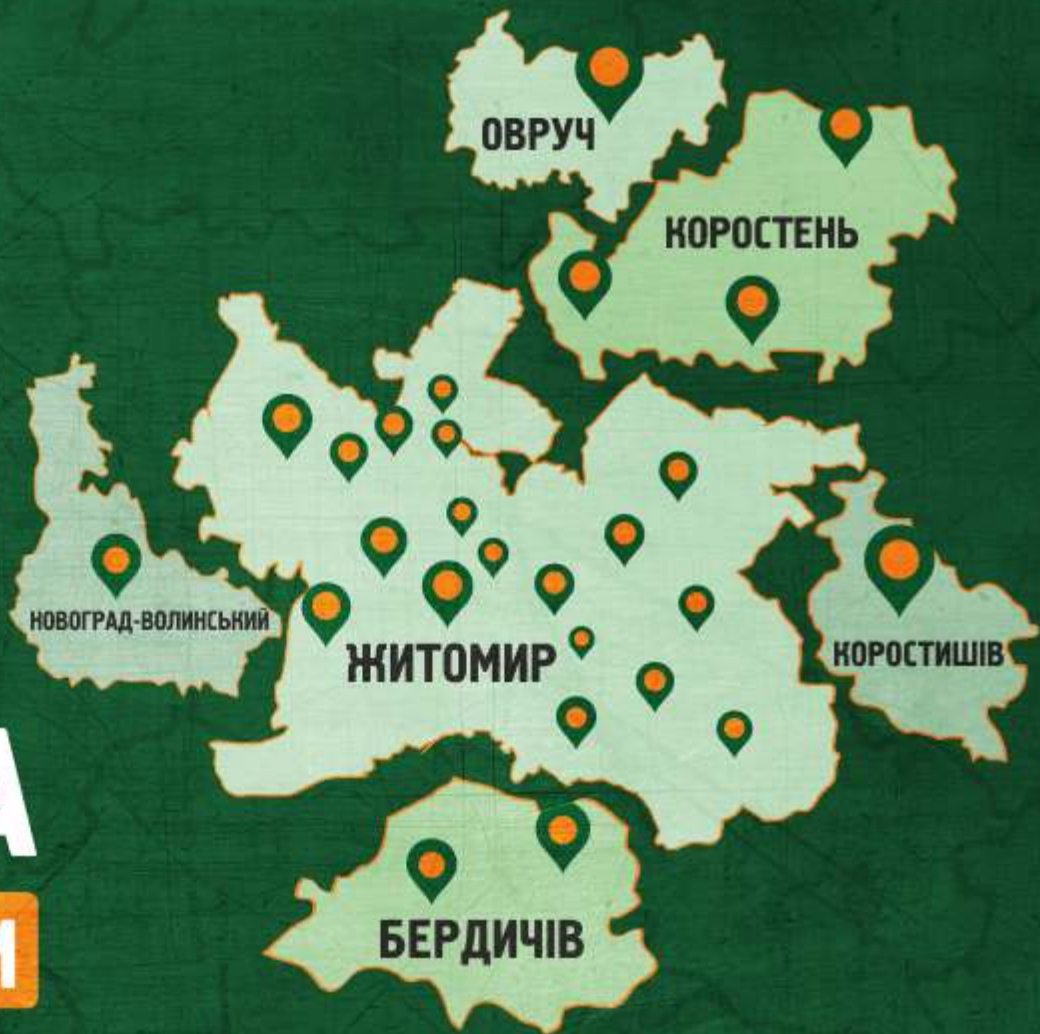 ОВРУЧ
КОРОСТЕНЬ
НОВОГРАД-ВОЛИНСЬКИЙ
ЖИТОМИР
КОРОСТИШІВ
БЕРДИЧІВ